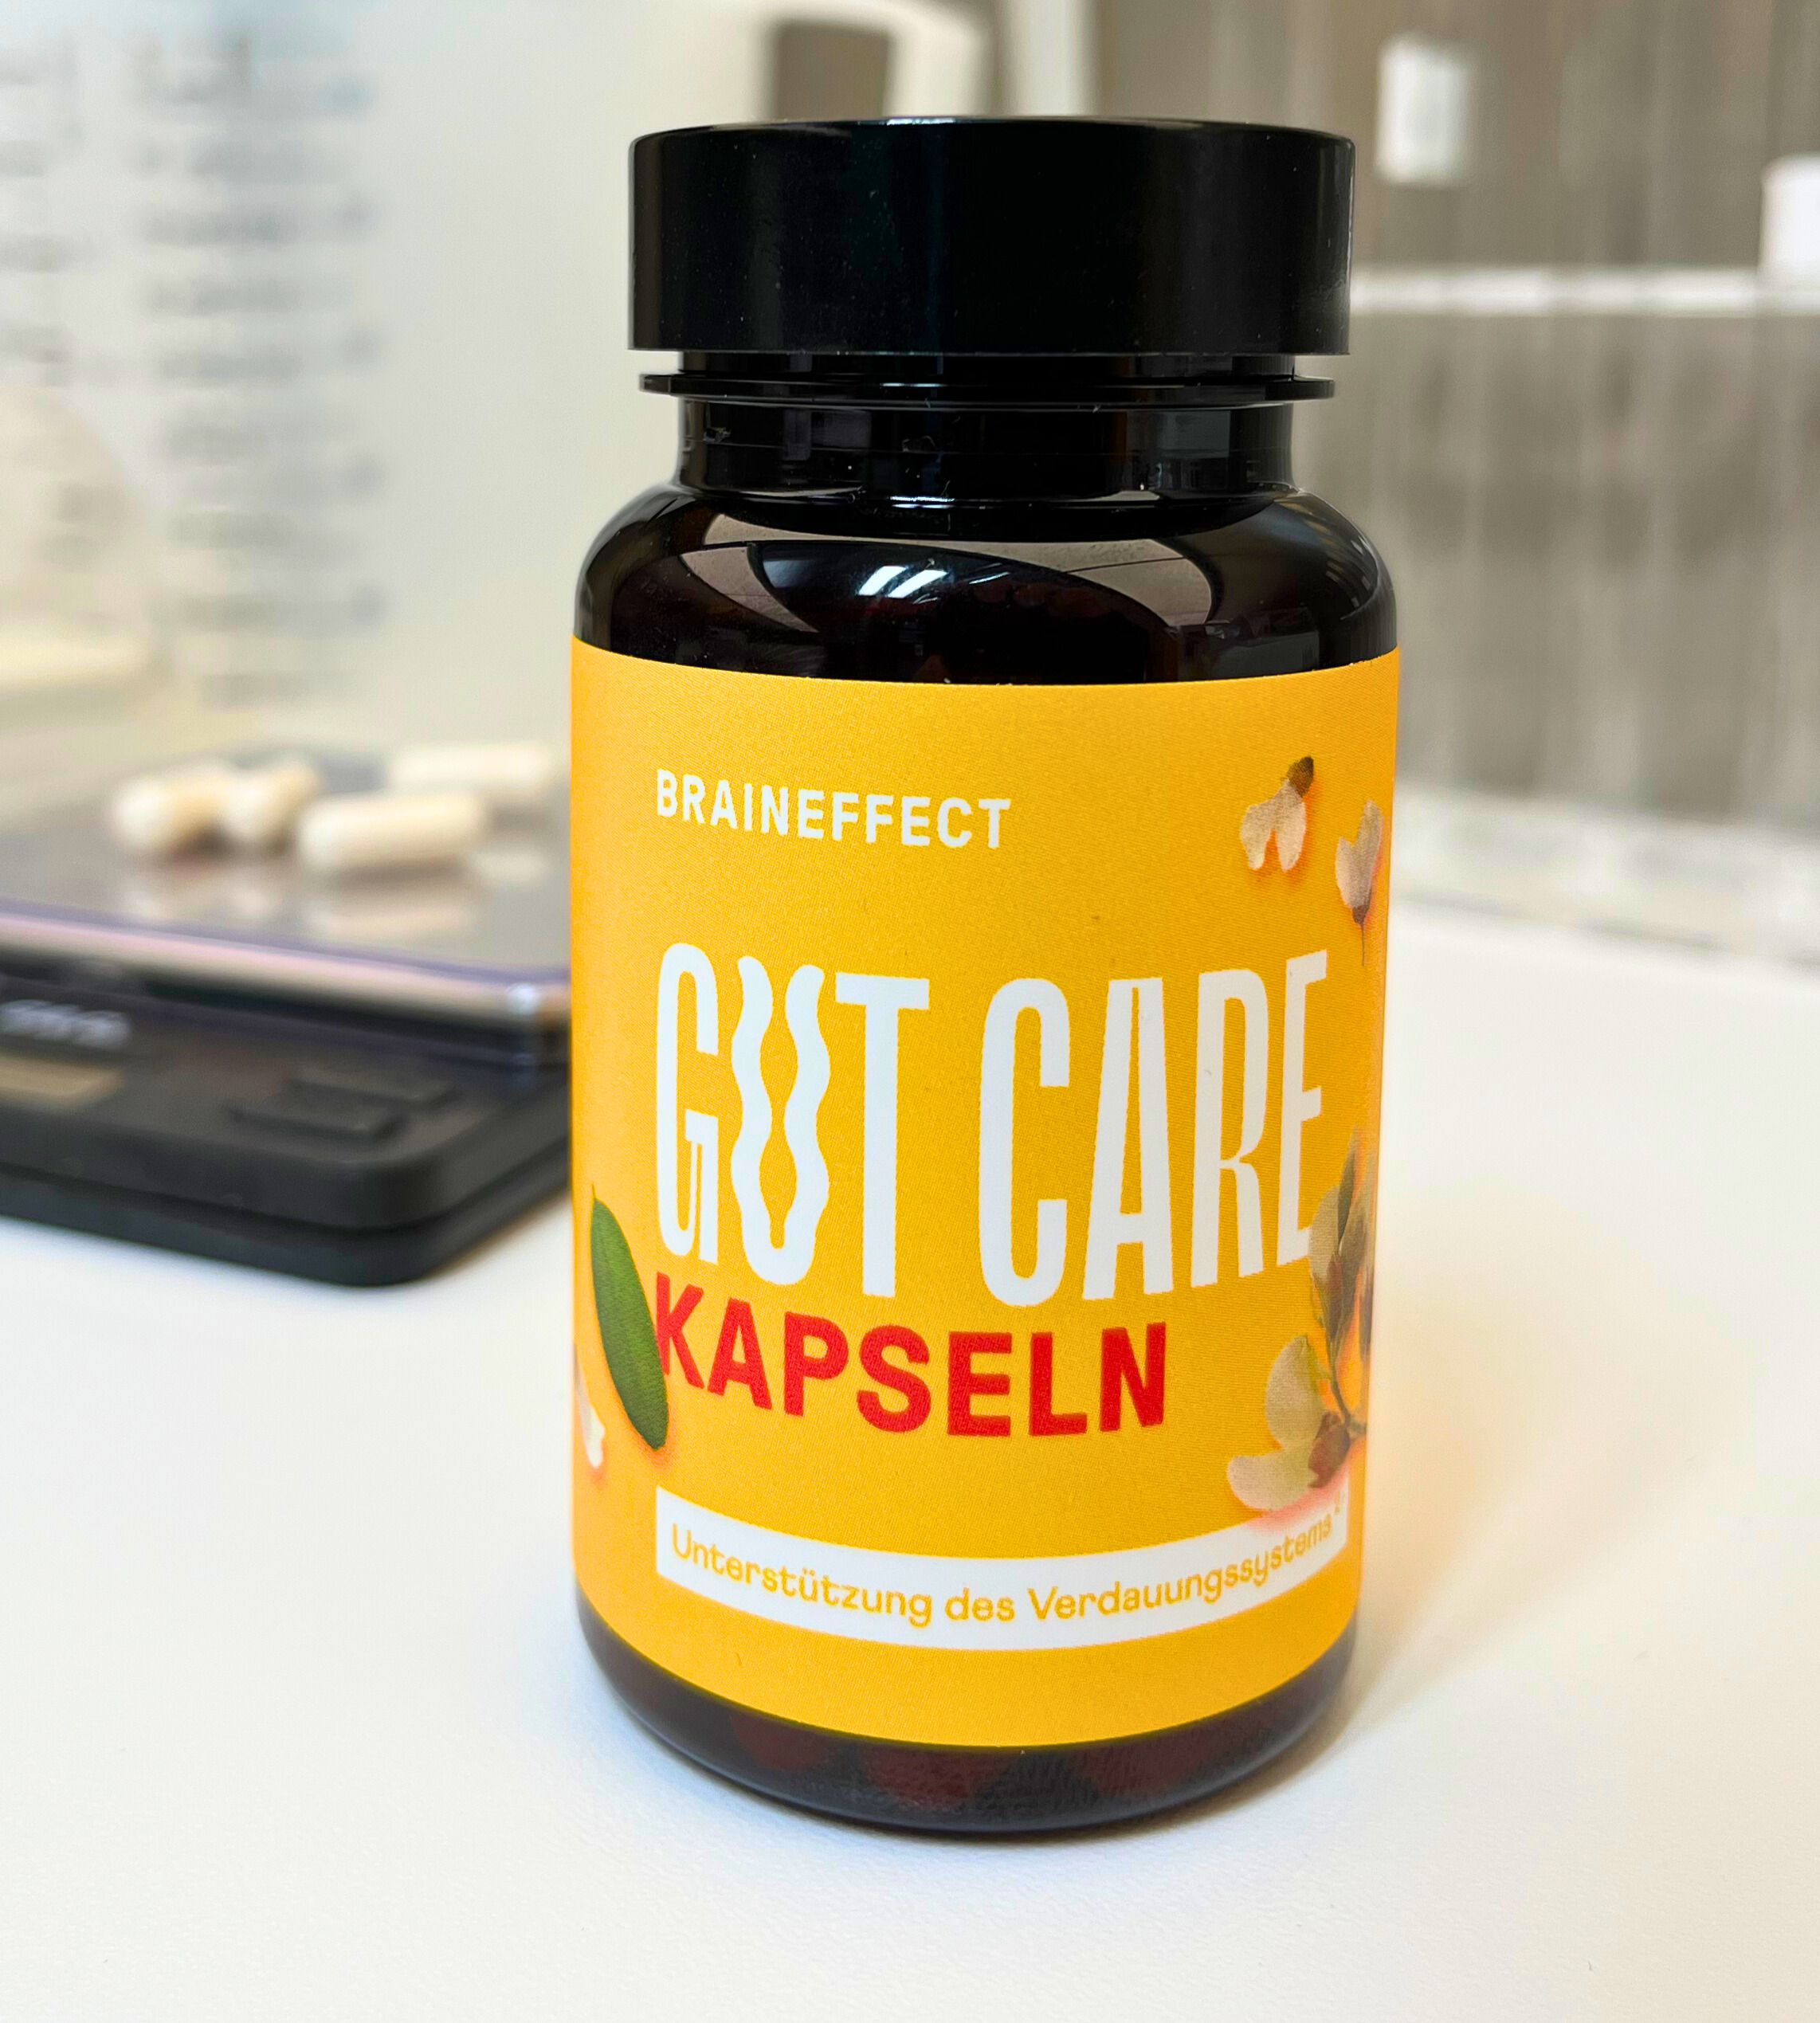 BRAINEFFECT
GUT CARE
KAPSELN
Unterstützung des Verdauungssystems